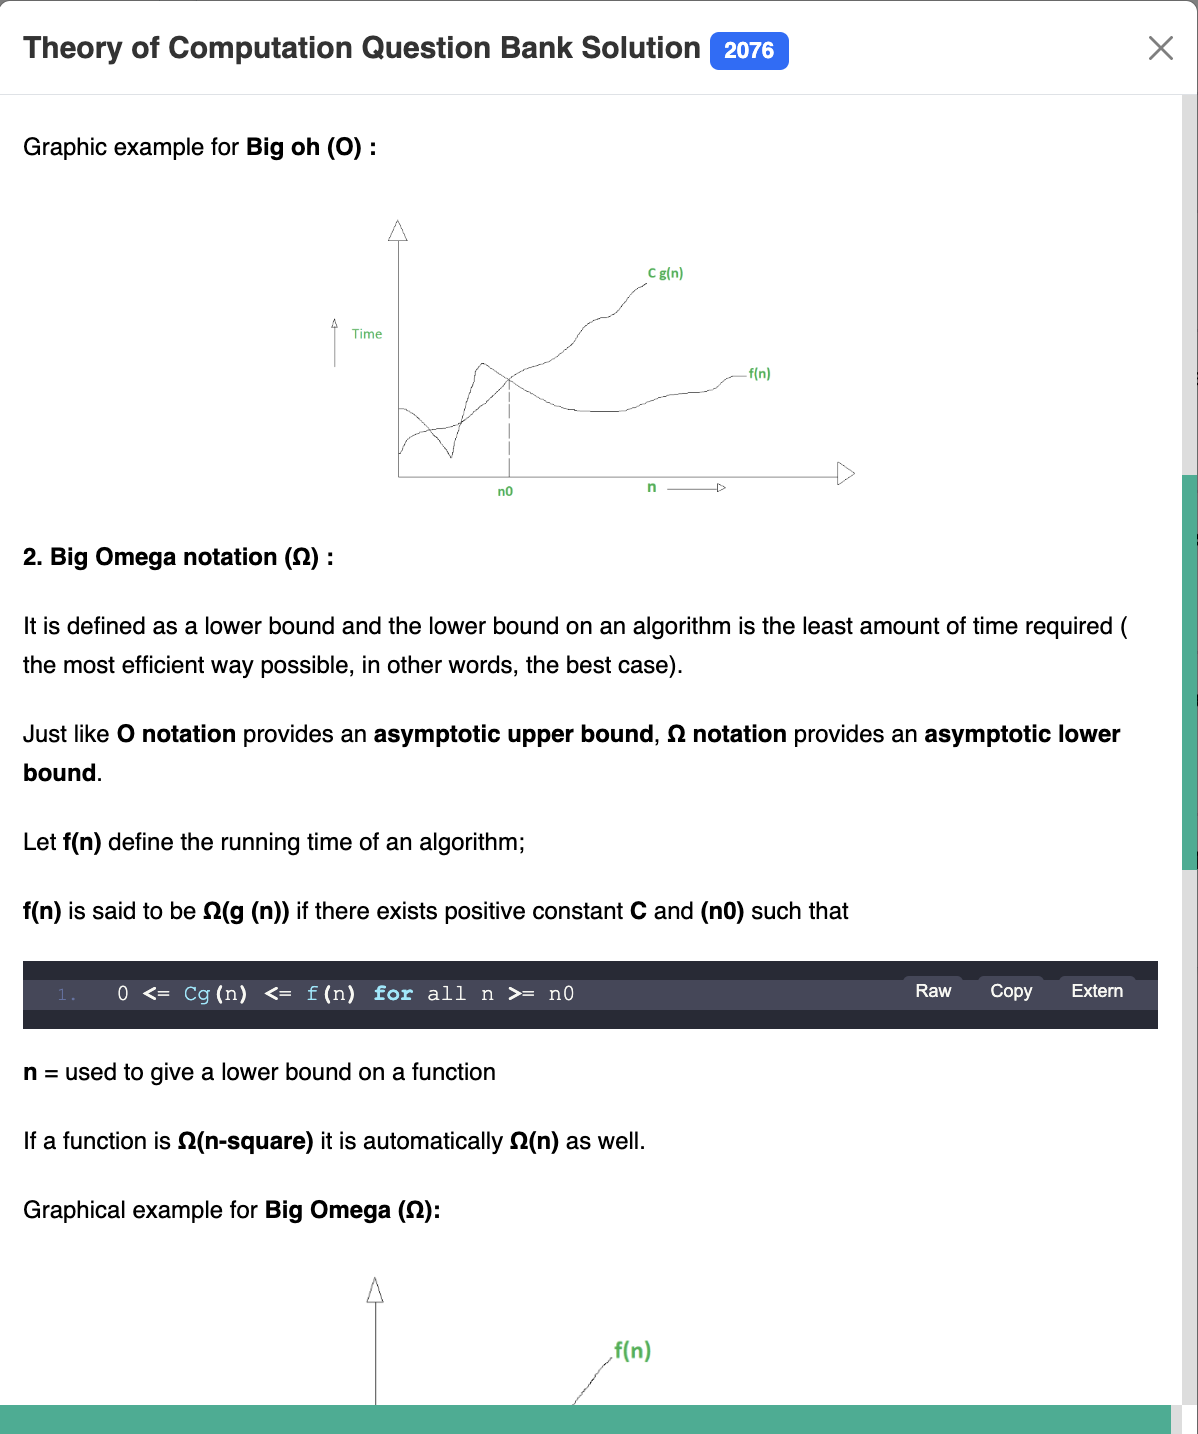 Theory of Computation Question Bank Solution 2076
Graphic example for Big oh (O) :
C g(n)
Time
f(n)
n0
n
2. Big Omega notation (Ω) :
It is defined as a lower bound and the lower bound on an algorithm is the least amount of time required (
the most efficient way possible, in other words, the best case).
Just like O notation provides an asymptotic upper bound, Ω notation provides an asymptotic lower
bound.
Let f(n) define the running time of an algorithm;
f(n) is said to be Ω(g (n)) if there exists positive constant C and (n0) such that
1. 0 <= Cg(n) <= f(n) for all n >= n0 Raw Copy Extern
n = used to give a lower bound on a function
If a function is Ω(n-square) it is automatically Ω(n) as well.
Graphical example for Big Omega (Ω):
f(n)